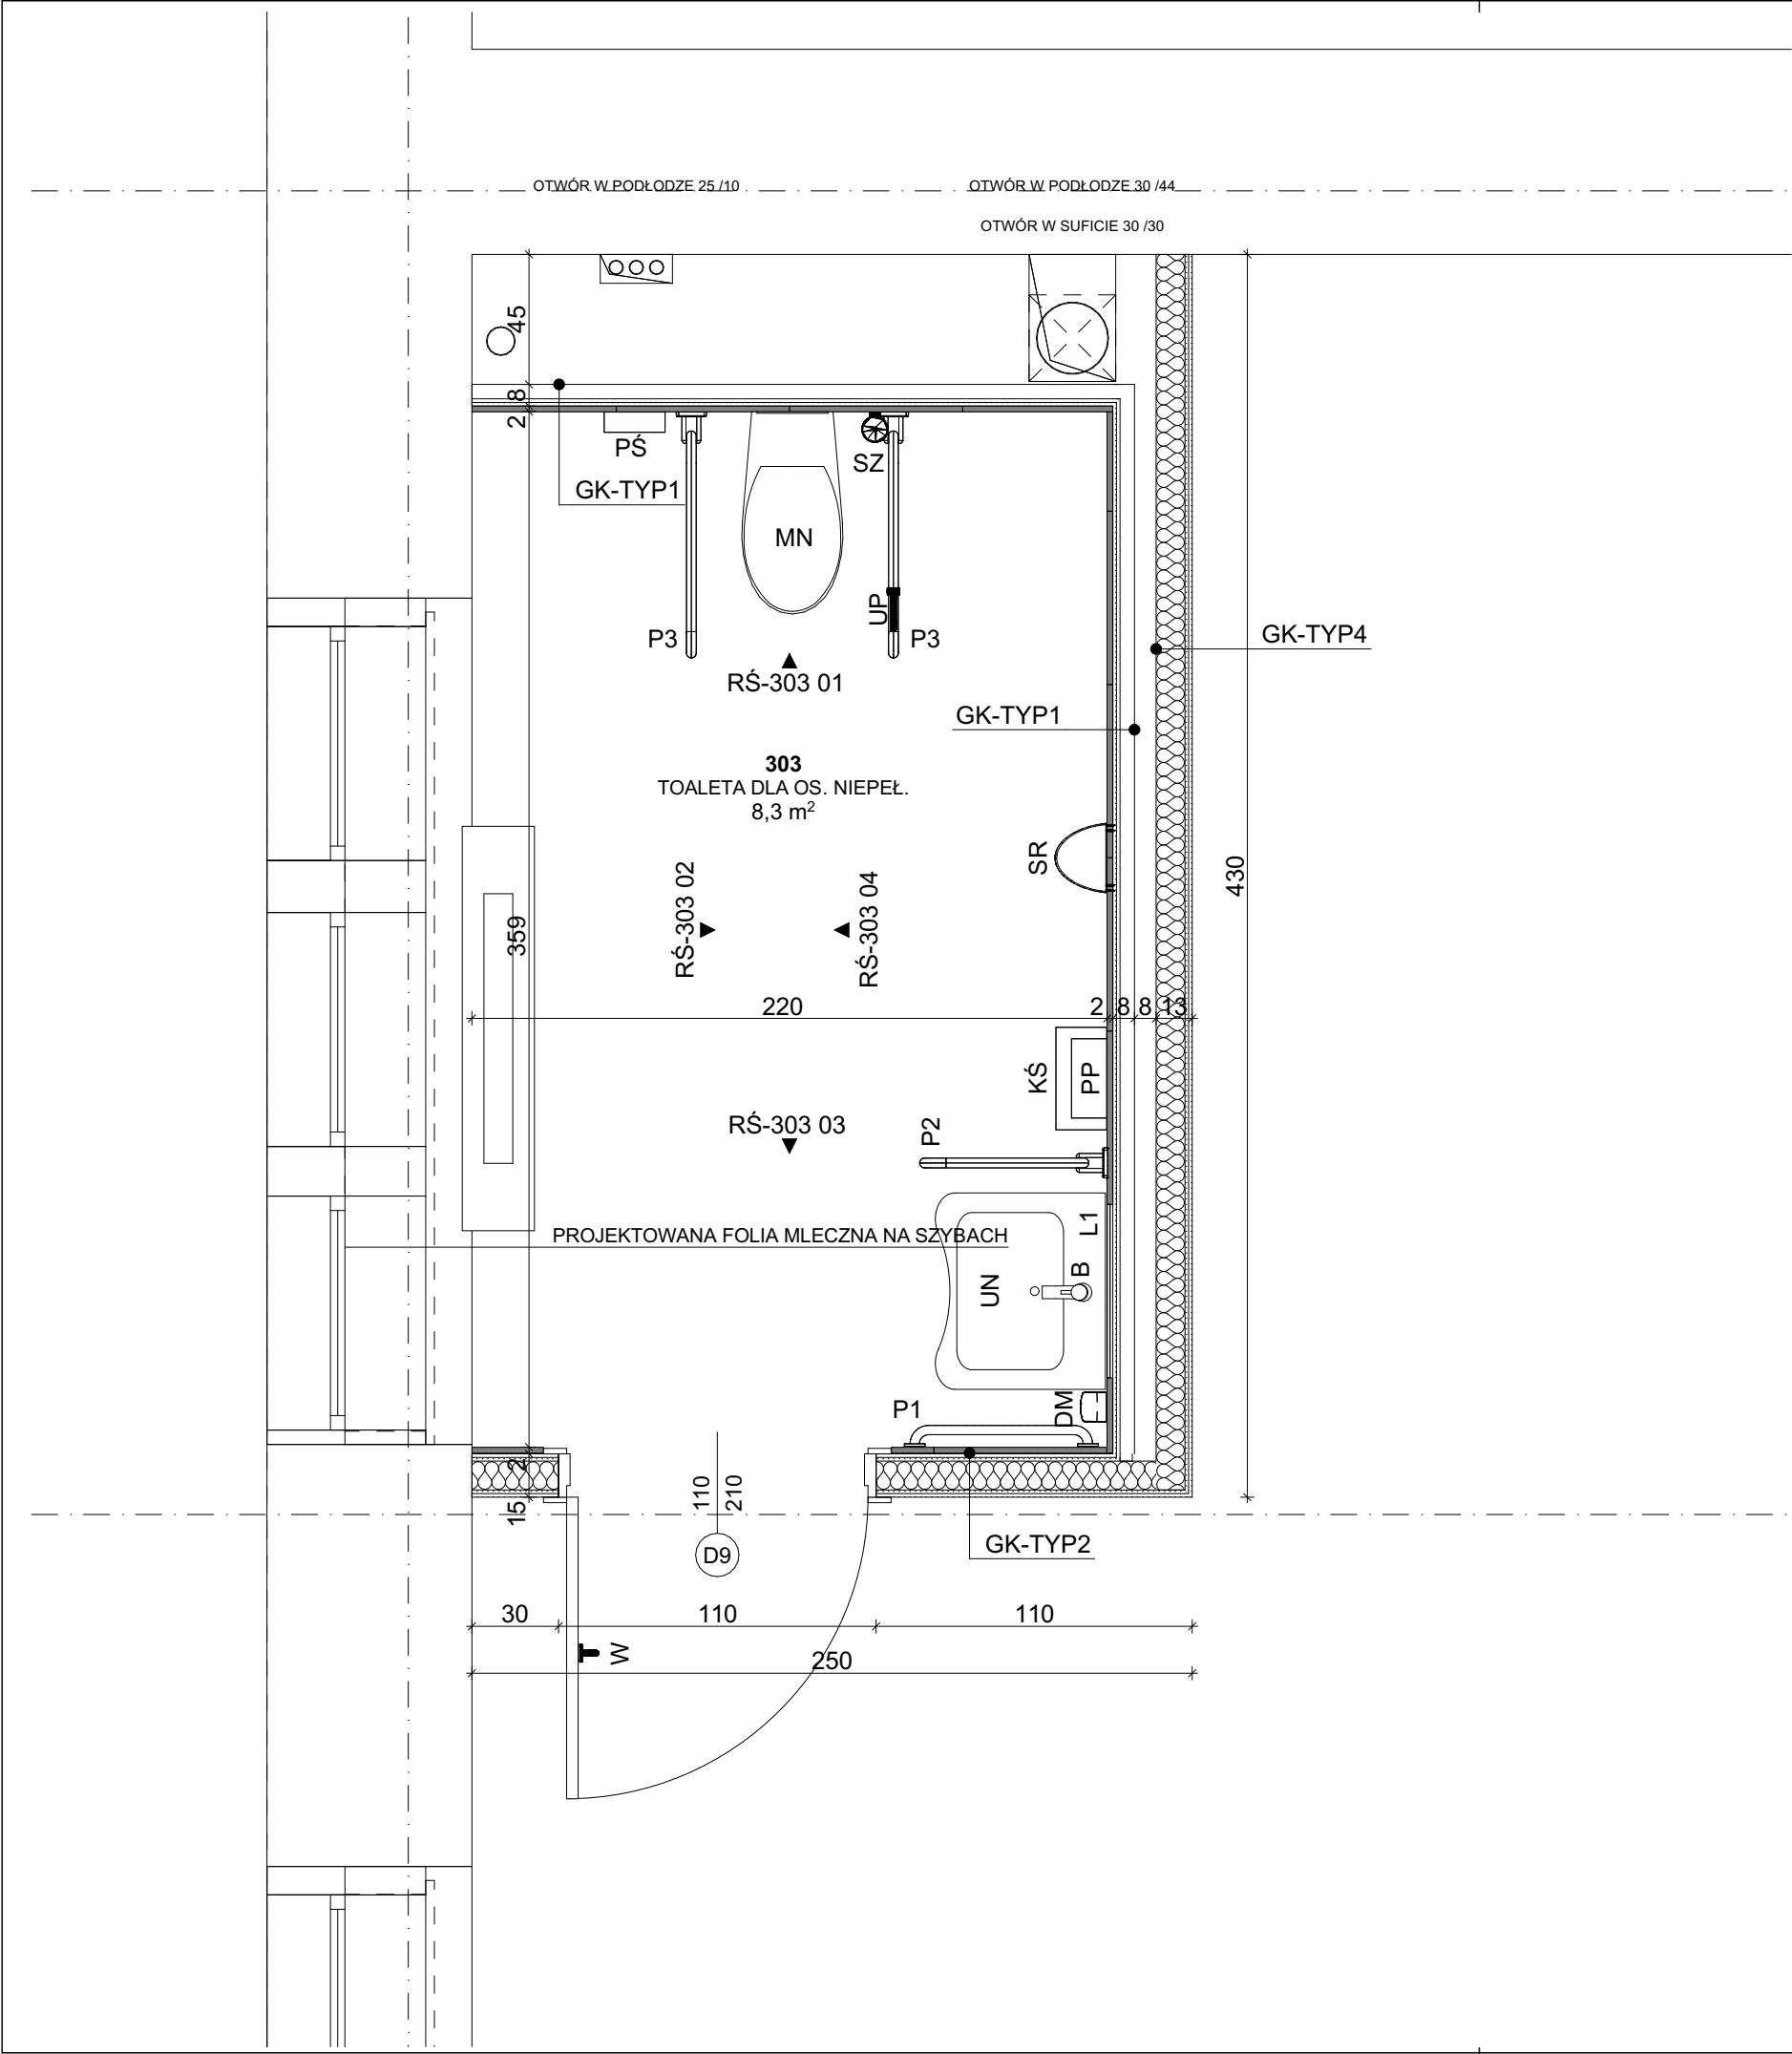 OTWÓR W PODŁODZE 25 /10
OTWÓR W PODŁODZE 30 /44
OTWÓR W SUFICIE 30 /30
45
8
2
PŚ
SZ
GK-TYP1
MN
UP
P3
P3
GK-TYP4
RŚ-303 01
GK-TYP1
303
TOALETA DLA OS. NIEPEŁ.
8,3 m²
SR
430
RŚ-303 02
RŚ-303 04
359
220
2
8
8
13
KŚ
PP
RŚ-303 03
P2
L1
PROJEKTOWANA FOLIA MLECZNA NA SZYBACH
UN
B
P1
DM
2
110
210
15
GK-TYP2
D9
30
110
110
W
250